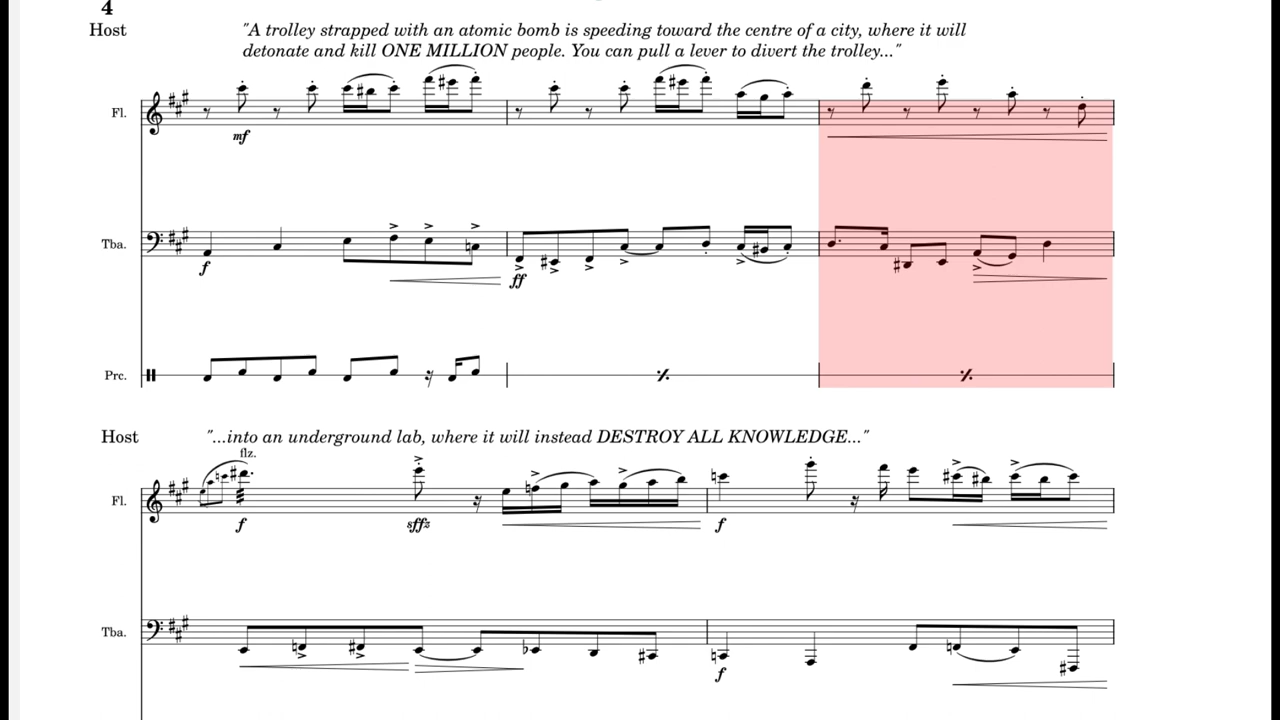 4
Host
"A trolley strapped with an atomic bomb is speeding toward the centre of a city, where it will
detonate and kill ONE MILLION people. You can pull a lever to divert the trolley..."
Fl.
mf
Tba.
f
ff
Prc.
Host
"...into an underground lab, where it will instead DESTROY ALL KNOWLEDGE..."
flz.
Fl.
f
sffz
f
Tba.
f